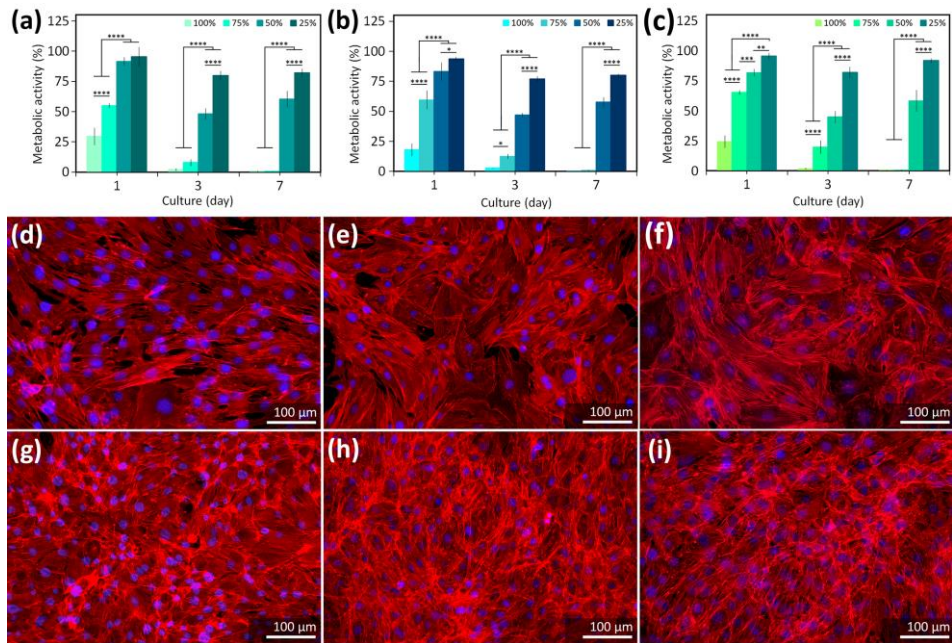 (a)
100% 75% 50% 25%
Metabolic activity (%)
125
100
75
50
25
0
****
****
****
****
****
****
1 3 7
Culture (day)
(b)
100% 75% 50% 25%
Metabolic activity (%)
125
100
75
50
25
0
****
*
****
****
****
*
****
****
1 3 7
Culture (day)
(c)
100% 75% 50% 25%
Metabolic activity (%)
125
100
75
50
25
0
****
**
***
****
****
****
****
****
****
1 3 7
Culture (day)
(d)
100 µm
(e)
100 µm
(f)
100 µm
(g)
100 µm
(h)
100 µm
(i)
100 µm